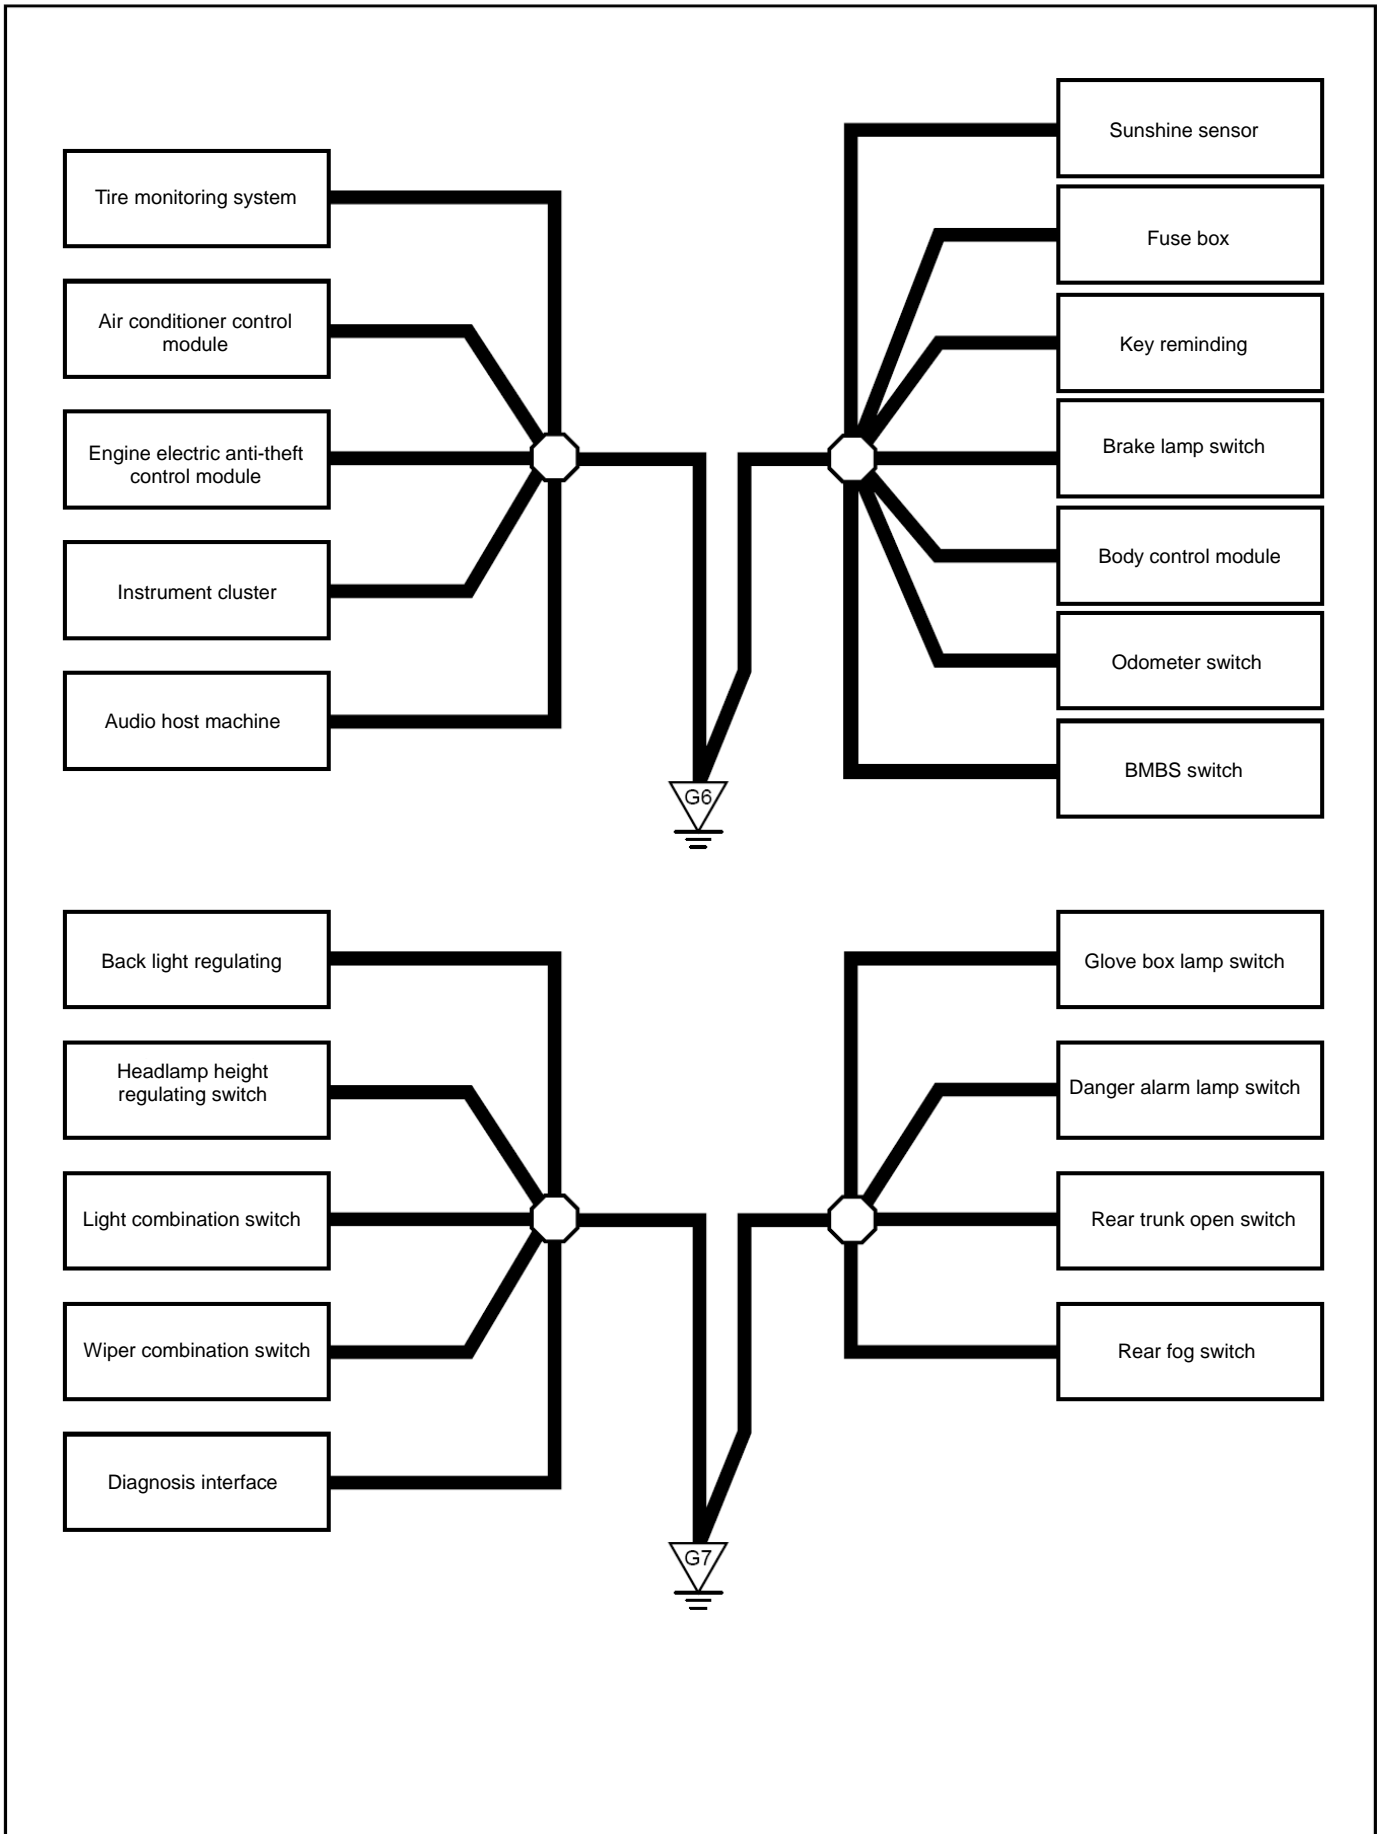 Sunshine sensor
Tire monitoring system
Fuse box
Air conditioner control
module
Key reminding
Engine electric anti-theft
control module
Brake lamp switch
Body control module
Instrument cluster
Odometer switch
Audio host machine
BMBS switch
G6
Back light regulating
Glove box lamp switch
Headlamp height
regulating switch
Danger alarm lamp switch
Light combination switch
Rear trunk open switch
Wiper combination switch
Rear fog switch
Diagnosis interface
G7